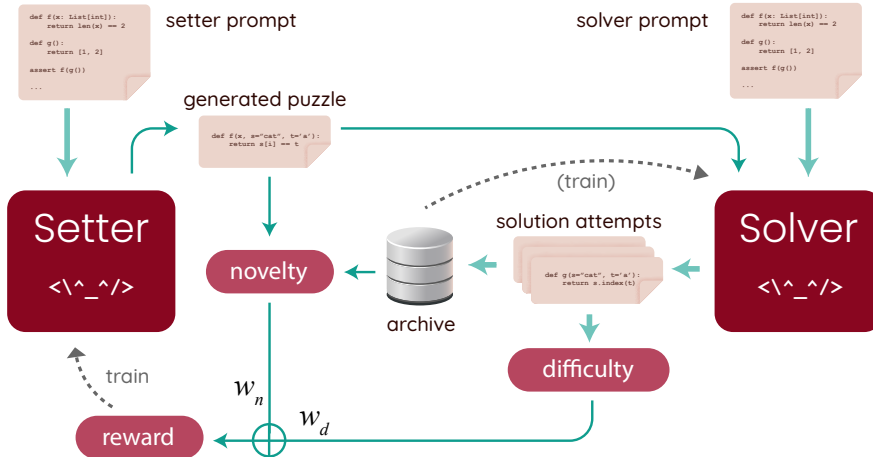 setter prompt
def f(x: List[int]):
return len(x) == 2
def g():
return [1, 2]
assert f(g())
...
solver prompt
def f(x: List[int]):
return len(x) == 2
def g():
return [1, 2]
assert f(g())
...
generated puzzle
def f(x, s="cat", t='a'):
return s[i] == t
(train)
Setter
<\^_^/>
novelty
archive
solution attempts
def g(s="cat", t='a'):
return s.index(t)
Solver
<\^_^/>
difficulty
train
w_n
w_d
reward